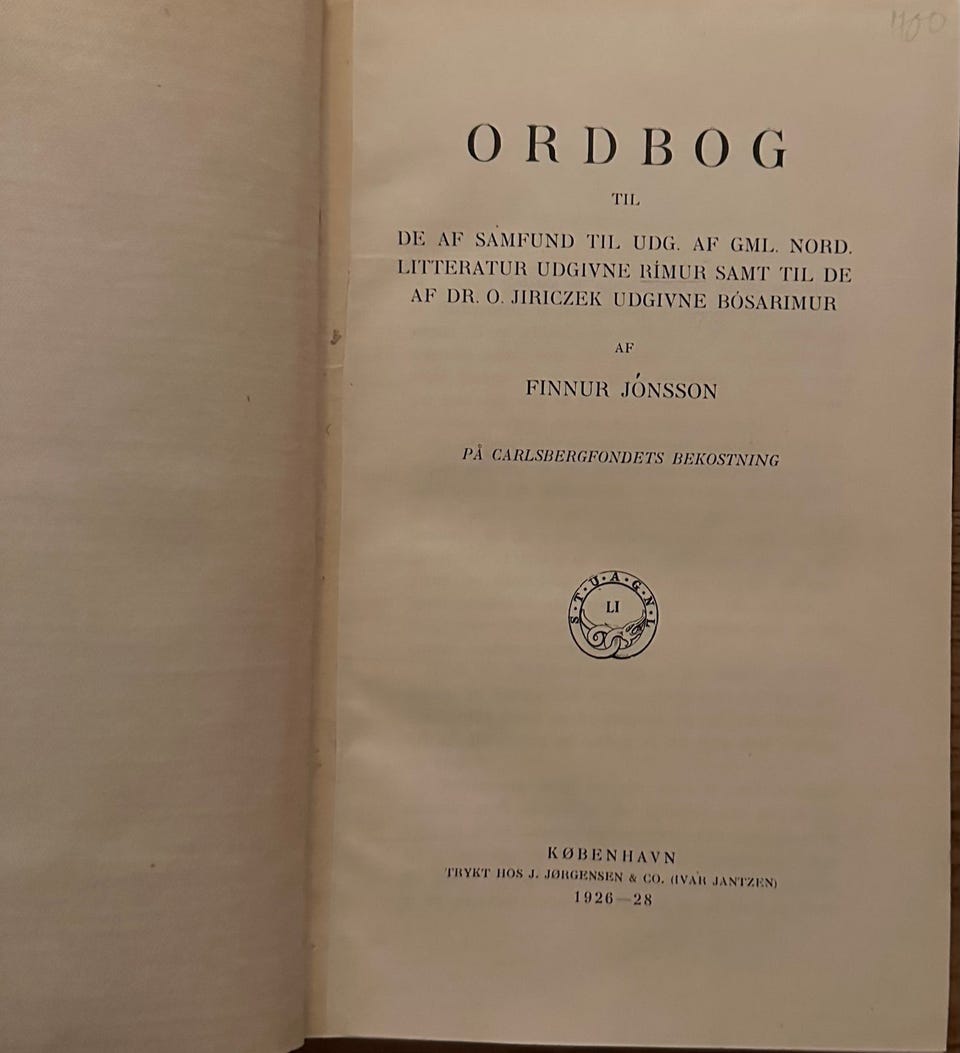 ORDBOG
TIL
DE AF SAMFUND TIL UDG. AF GML. NORD.
LITTERATUR UDGIVNE RÍMUR SAMT TIL DE
AF DR. O. JIRICZEK UDGIVNE BÓSARIMUR
AF
FINNUR JÓNSSON
PÅ CARLSBERGFONDETS BEKOSTNING
S·T·U·A·G·N·L
LI
KØBENHAVN
TRYKT HOS J. JØRGENSEN & CO. (IVAR JANTZEN)
1926—28